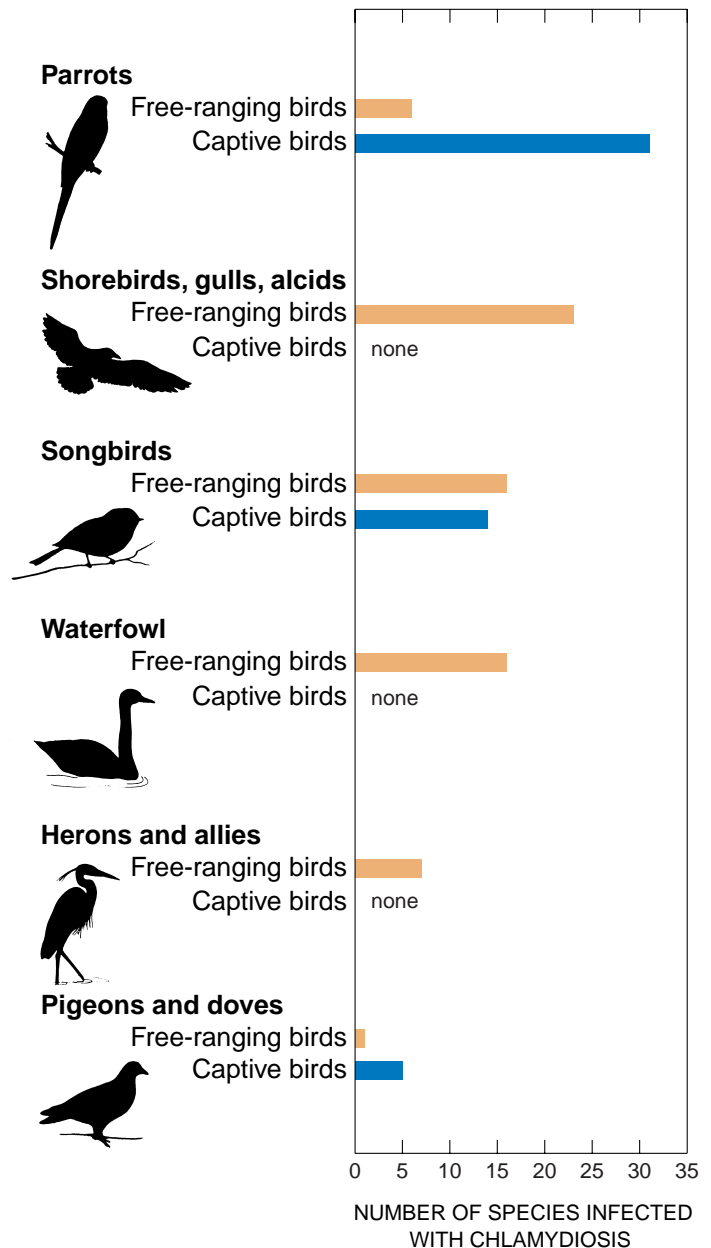 Parrots
Free-ranging birds
Captive birds
Shorebirds, gulls, alcids
Free-ranging birds
Captive birds none
Songbirds
Free-ranging birds
Captive birds
Waterfowl
Free-ranging birds
Captive birds none
Herons and allies
Free-ranging birds
Captive birds none
Pigeons and doves
Free-ranging birds
Captive birds
0 5 10 15 20 25 30 35
NUMBER OF SPECIES INFECTED
WITH CHLAMYDIOSIS